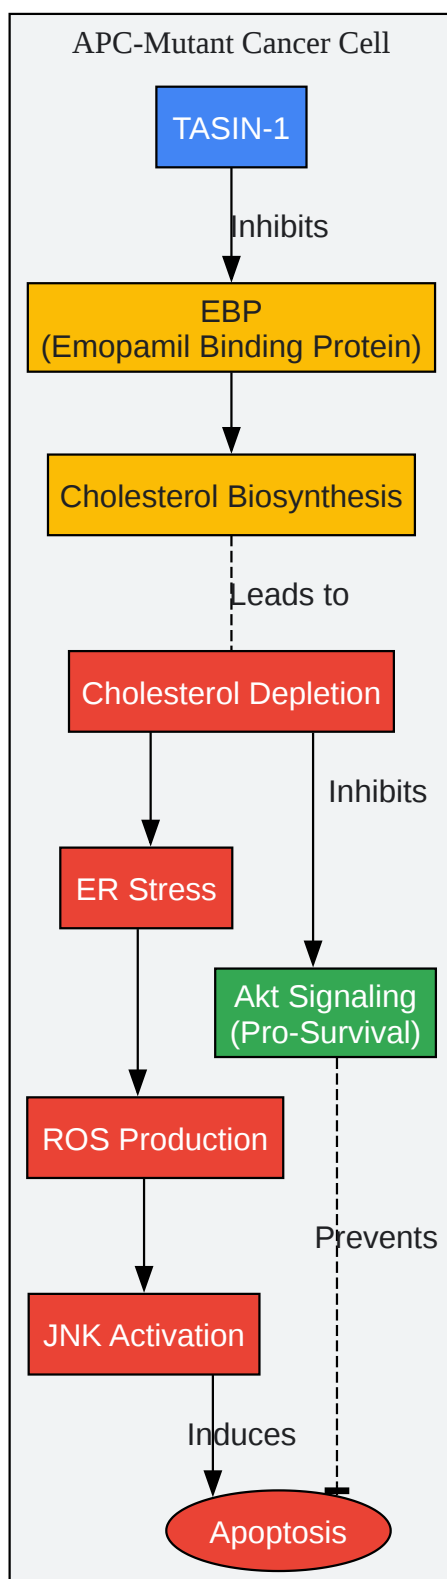 APC-Mutant Cancer Cell
TASIN-1
Inhibits
EBP
(Emopamil Binding Protein)
Cholesterol Biosynthesis
Leads to
Cholesterol Depletion
Inhibits
ER Stress
Akt Signaling
(Pro-Survival)
ROS Production
Prevents
JNK Activation
Induces
Apoptosis